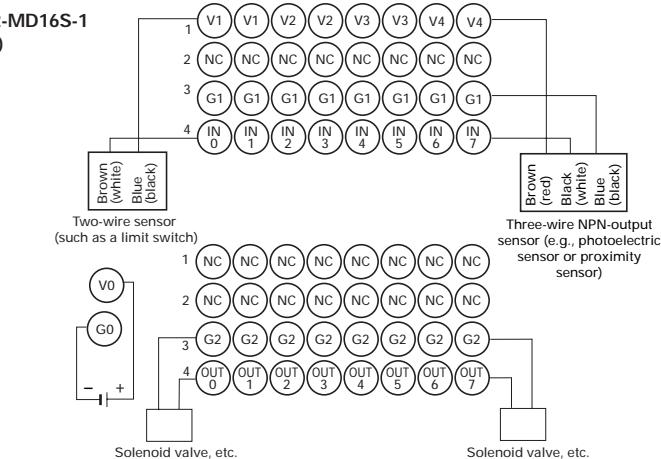 -MD16S-1
)
1 V1 V1 V2 V2 V3 V3 V4 V4
2 NC NC NC NC NC NC NC NC
3 G1 G1 G1 G1 G1 G1 G1 G1
4 IN 0 IN 1 IN 2 IN 3 IN 4 IN 5 IN 6 IN 7
Brown
(white)
Blue
(black)
Two-wire sensor
(such as a limit switch)
Brown
(red)
Black
(white)
Blue
(black)
Three-wire NPN-output
sensor (e.g., photoelectric
sensor or proximity
sensor)
1 NC NC NC NC NC NC NC NC
2 NC NC NC NC NC NC NC NC
3 G2 G2 G2 G2 G2 G2 G2 G2
4 OUT 0 OUT 1 OUT 2 OUT 3 OUT 4 OUT 5 OUT 6 OUT 7
V0
G0
– +
Solenoid valve, etc.
Solenoid valve, etc.